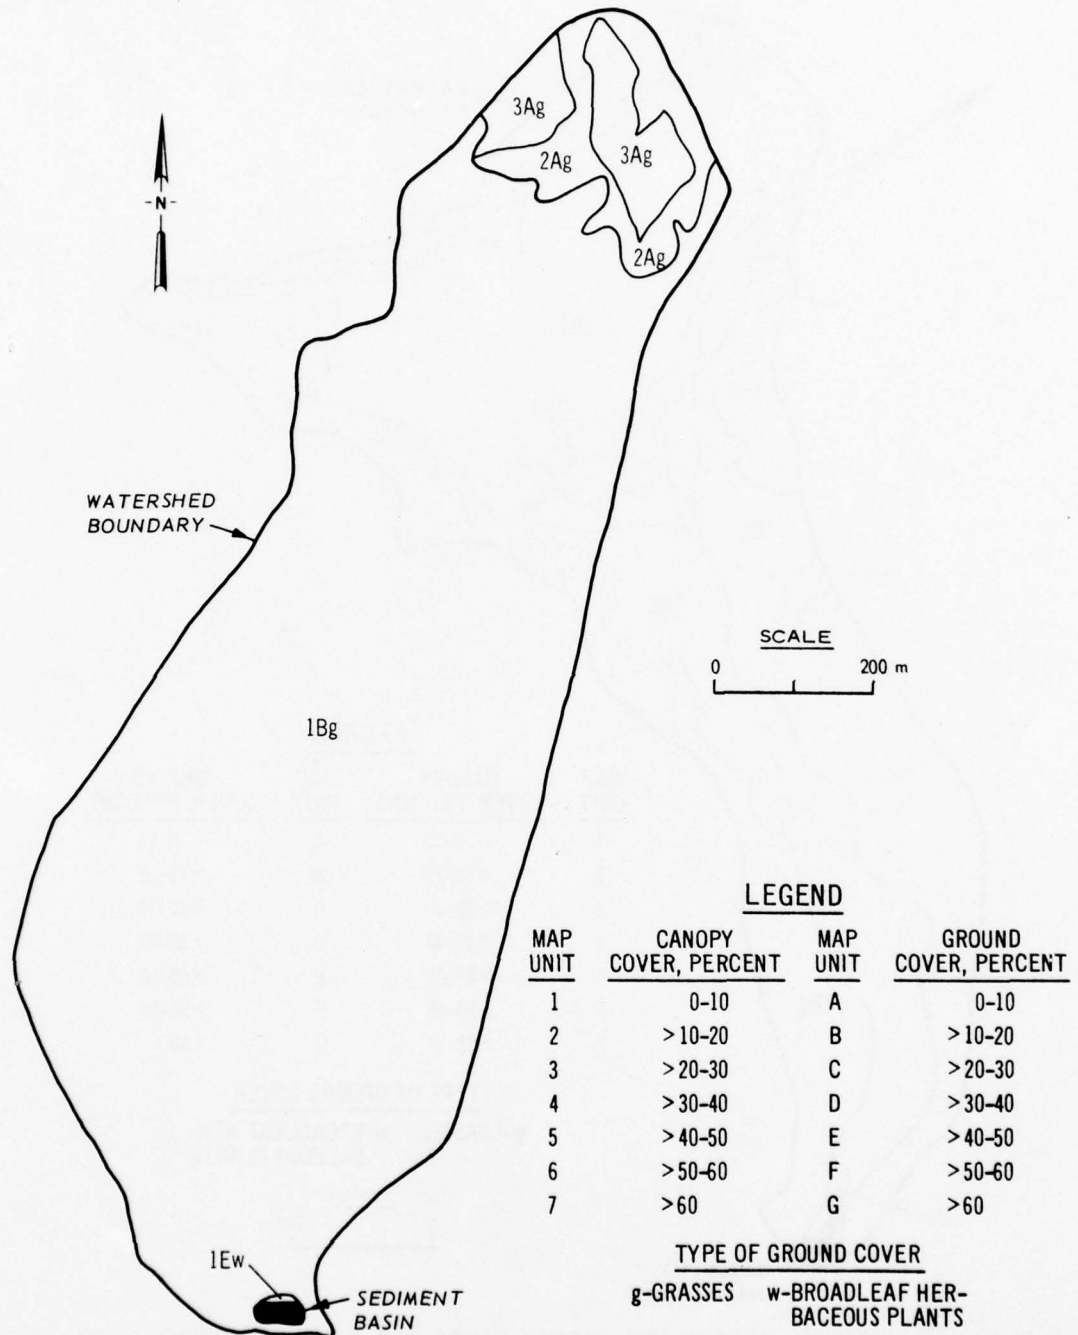 3Ag
2Ag
3Ag
N
2Ag
WATERSHED
BOUNDARY
SCALE
0 200 m
1Bg
LEGEND
MAP UNIT CANOPY COVER, PERCENT MAP UNIT GROUND COVER, PERCENT
1 0-10 A 0-10
2 >10-20 B >10-20
3 >20-30 C >20-30
4 >30-40 D >30-40
5 >40-50 E >40-50
6 >50-60 F >50-60
7 >60 G >60
TYPE OF GROUND COVER
g-GRASSES w-BROADLEAF HER-
BACEOUS PLANTS
1Ew
SEDIMENT
BASIN